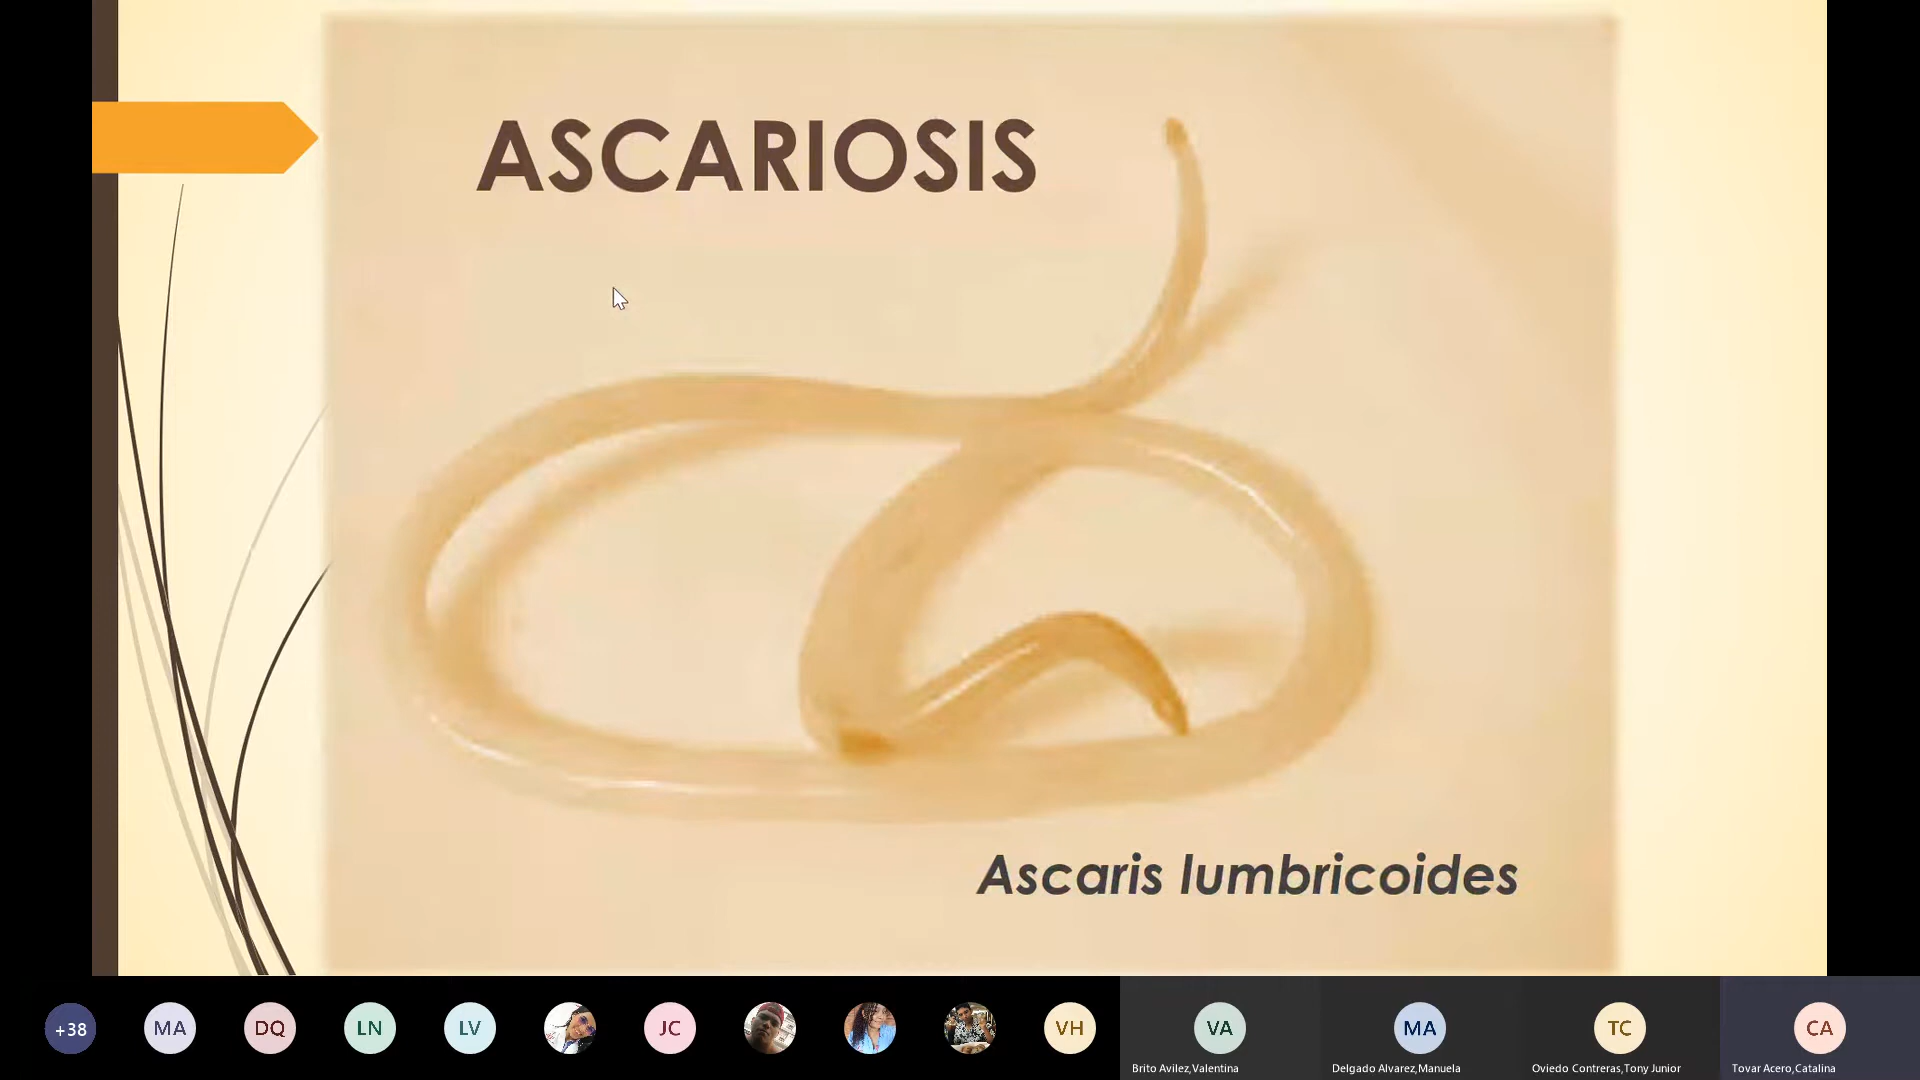 ASCARIOSIS
Ascaris lumbricoides
+38
MA
DQ
LN
LV
JC
VH
VA
MA
TC
CA
Brito Avilez,Valentina
Delgado Alvarez,Manuela
Oviedo Contreras,Tony Junior
Tovar Acero,Catalina